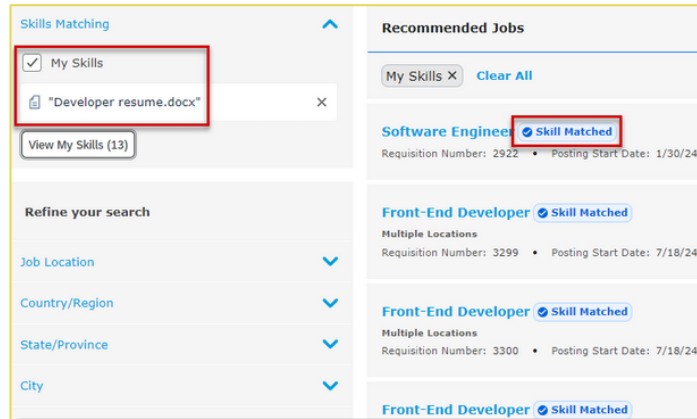 Skills Matching
My Skills
"Developer resume.docx"
View My Skills (13)
Refine your search
Job Location
Country/Region
State/Province
City
Recommended Jobs
My Skills ✕ Clear All
Software Engineer Skill Matched
Requisition Number: 2922 • Posting Start Date: 1/30/24
Front-End Developer Skill Matched
Multiple Locations
Requisition Number: 3299 • Posting Start Date: 7/18/24
Front-End Developer Skill Matched
Multiple Locations
Requisition Number: 3300 • Posting Start Date: 7/18/24
Front-End Developer Skill Matched